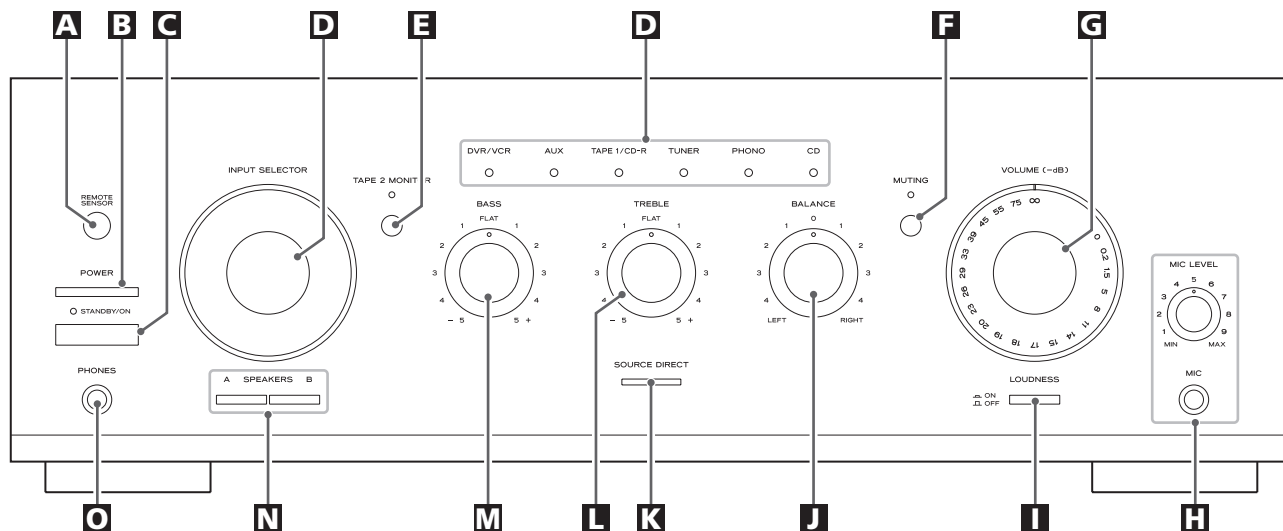 A B C D E D F G
DVR/VCR AUX TAPE 1/CD-R TUNER PHONO CD
INPUT SELECTOR
TAPE 2 MONITOR
MUTING
VOLUME (–dB)
REMOTE
SENSOR
BASS
FLAT
1 2 3 4 5 –
1 2 3 4 5 +
TREBLE
FLAT
1 2 3 4 5 –
1 2 3 4 5 +
BALANCE
1 2 3 4 LEFT
1 2 3 4 RIGHT
∞ 75 55 45 39 33 29 26 23 20 19 18 17 15 14 11 8 5 1.5 0.2 0
POWER
STANDBY/ON
MIC LEVEL
1 2 3 4 5 6 7 8 9
MIN MAX
PHONES
A SPEAKERS B
SOURCE DIRECT
LOUDNESS
ON
OFF
MIC
O N M L K J I H